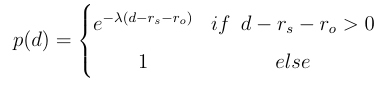 p(d) = { e^{-λ(d-r_s-r_o)} if d - r_s - r_o > 0
1 else